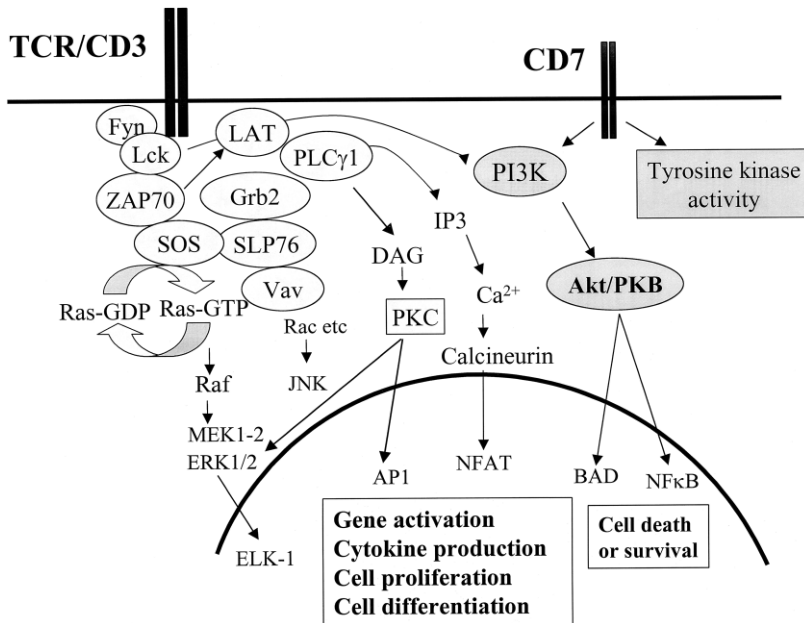 TCR/CD3
CD7
Fyn
Lck
LAT
PLCγ1
ZAP70
Grb2
PI3K
Tyrosine kinase
activity
IP3
SOS
SLP76
DAG
Vav
Ca²⁺
Akt/PKB
Ras-GDP
Ras-GTP
Rac etc
PKC
Calcineurin
Raf
JNK
MEK1-2
ERK1/2
AP1
NFAT
BAD
NFκB
ELK-1
Gene activation
Cytokine production
Cell proliferation
Cell differentiation
Cell death
or survival